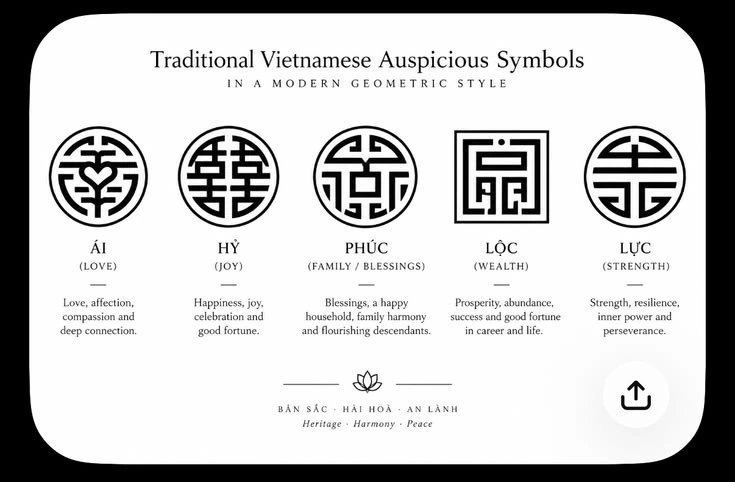 Traditional Vietnamese Auspicious Symbols
IN A MODERN GEOMETRIC STYLE
ÁI
(LOVE)
Love, affection,
compassion and
deep connection.
HỶ
(JOY)
Happiness, joy,
celebration and
good fortune.
PHÚC
(FAMILY / BLESSINGS)
Blessings, a happy
household, family harmony
and flourishing descendants.
LỘC
(WEALTH)
Prosperity, abundance,
success and good fortune
in career and life.
LỰC
(STRENGTH)
Strength, resilience,
inner power and
perseverance.
BẢN SẮC · HÀI HOÀ · AN LÀNH
Heritage · Harmony · Peace